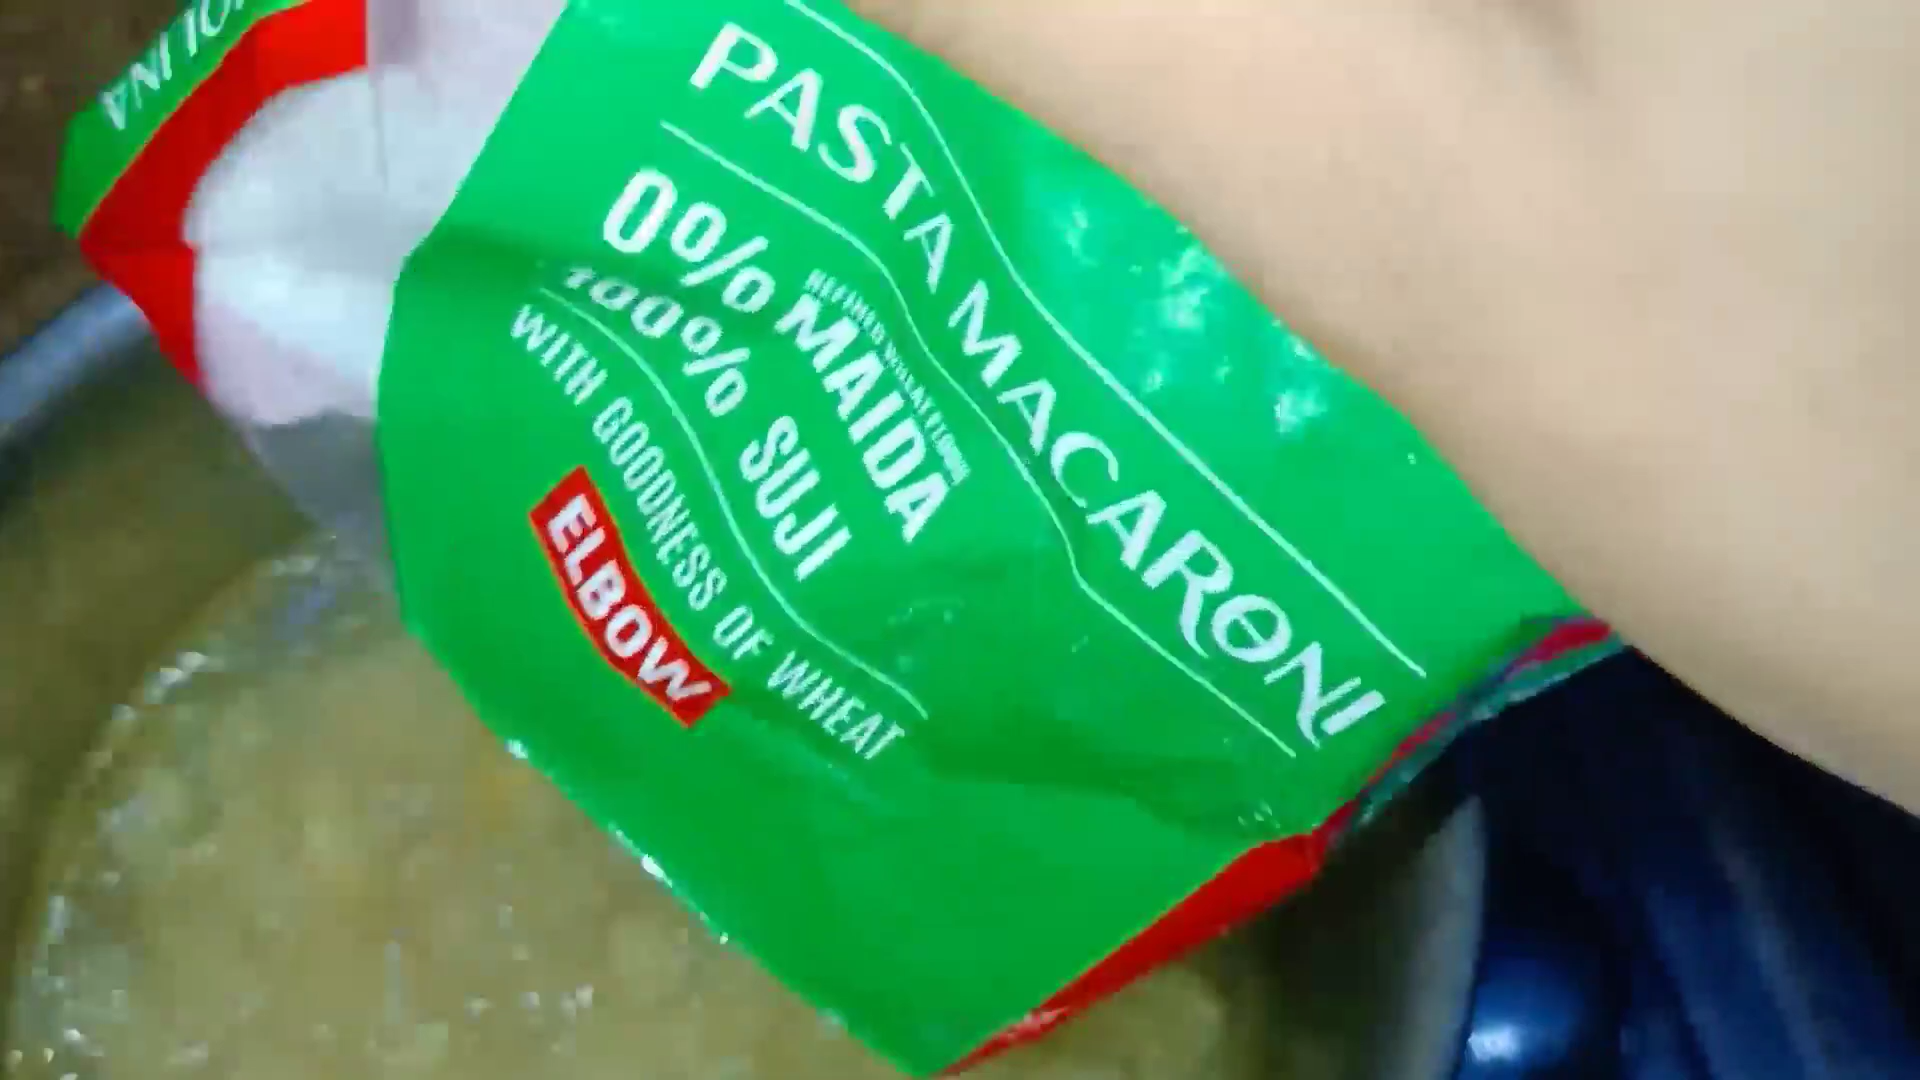 PASTA MACARONI
0% MAIDA
REFINED WHEAT FLOUR
100% SUJI
WITH GOODNESS OF WHEAT
ELBOW